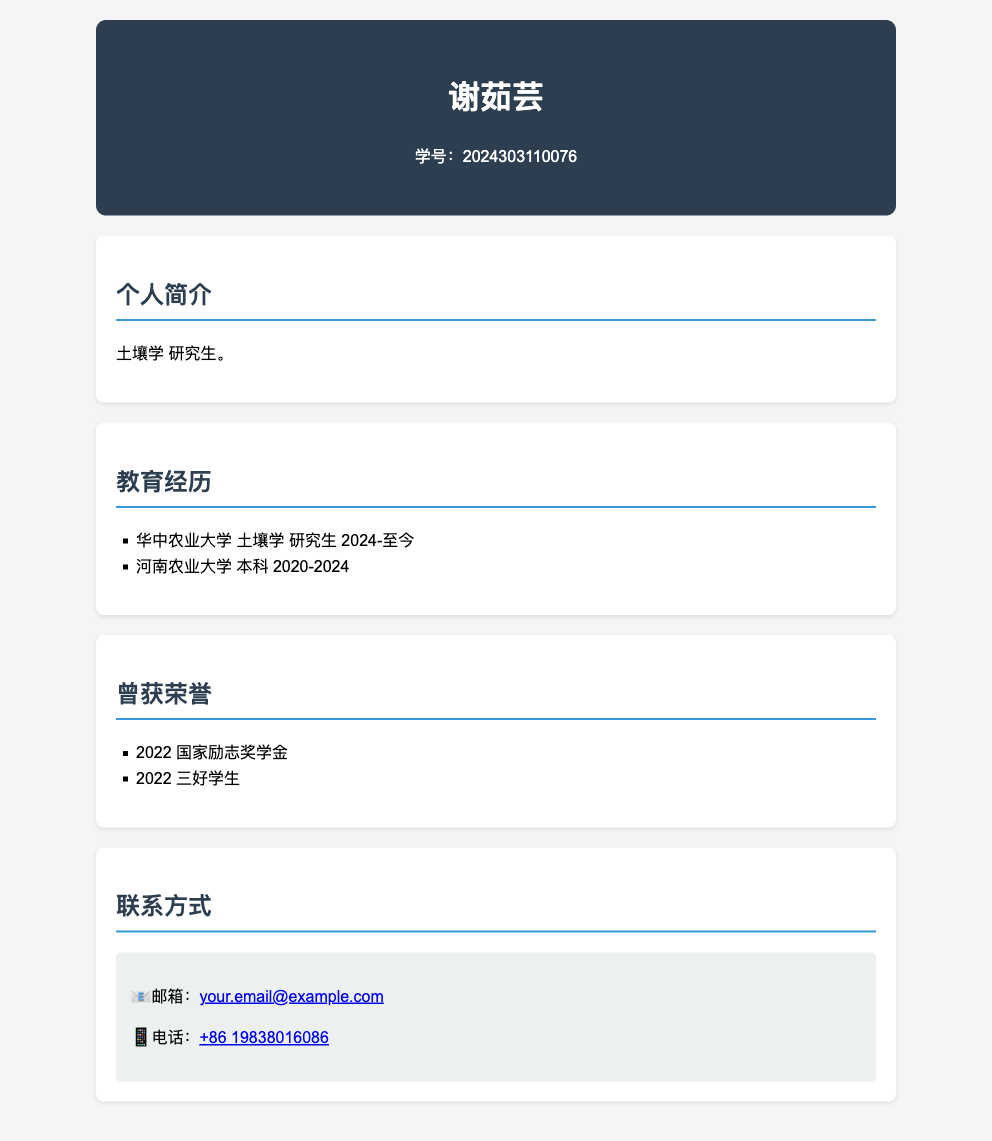 谢茹芸
学号：2024303110076
个人简介
土壤学 研究生。
教育经历
华中农业大学 土壤学 研究生 2024-至今
河南农业大学 本科 2020-2024
曾获荣誉
2022 国家励志奖学金
2022 三好学生
联系方式
📧邮箱：your.email@example.com
📱电话：+86 19838016086